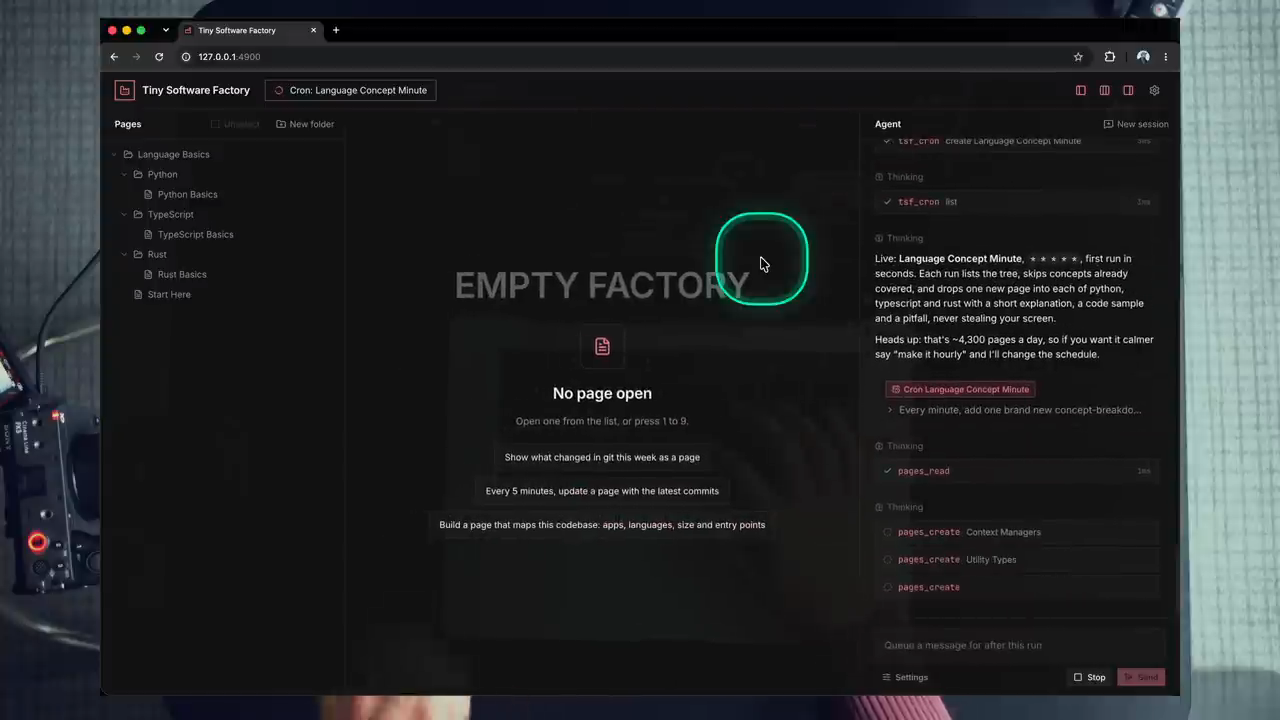 Tiny Software Factory
127.0.0.1:4900
Tiny Software Factory
Cron: Language Concept Minute
Pages
Unselect
New folder
Language Basics
Python
Python Basics
TypeScript
TypeScript Basics
Rust
Rust Basics
Start Here
EMPTY FACTORY
No page open
Open one from the list, or press 1 to 9.
Show what changed in git this week as a page
Every 5 minutes, update a page with the latest commits
Build a page that maps this codebase: apps, languages, size and entry points
Agent
New session
tsf_cron create Language Concept Minute
Thinking
tsf_cron list 1ms
Thinking
Live: Language Concept Minute, * * * * *, first run in
seconds. Each run lists the tree, skips concepts already
covered, and drops one new page into each of python,
typescript and rust with a short explanation, a code sample
and a pitfall, never stealing your screen.
Heads up: that's ~4,300 pages a day, so if you want it calmer
say "make it hourly" and I'll change the schedule.
Cron Language Concept Minute
Every minute, add one brand new concept-breakdo...
Thinking
pages_read 1ms
Thinking
pages_create Context Managers
pages_create Utility Types
pages_create
Queue a message for after this run
Settings
Stop
Send